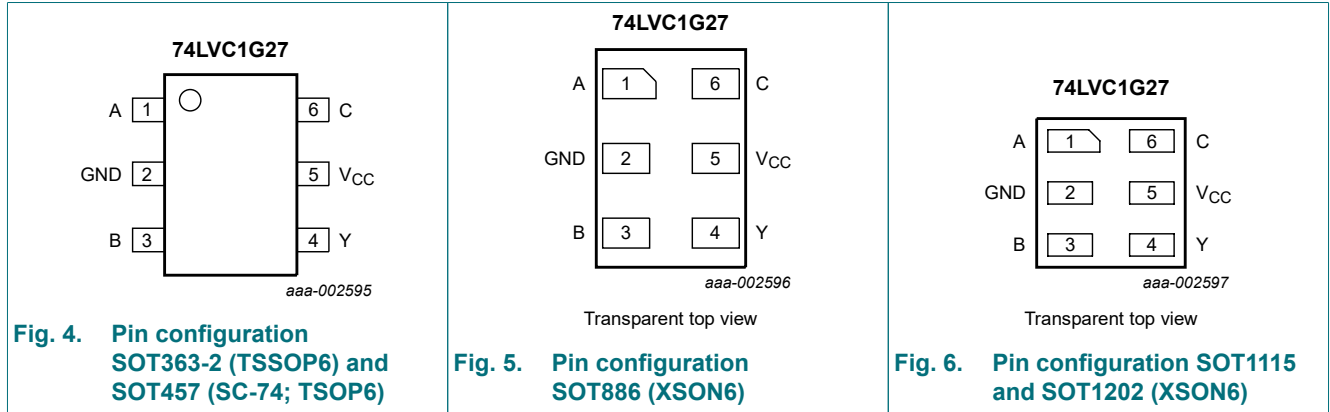 74LVC1G27
A 1 6 C
GND 2 5 VCC
B 3 4 Y
aaa-002595
Fig. 4. Pin configuration
SOT363-2 (TSSOP6) and
SOT457 (SC-74; TSOP6)
74LVC1G27
A 1 6 C
GND 2 5 VCC
B 3 4 Y
aaa-002596
Transparent top view
Fig. 5. Pin configuration
SOT886 (XSON6)
74LVC1G27
A 1 6 C
GND 2 5 VCC
B 3 4 Y
aaa-002597
Transparent top view
Fig. 6. Pin configuration SOT1115
and SOT1202 (XSON6)